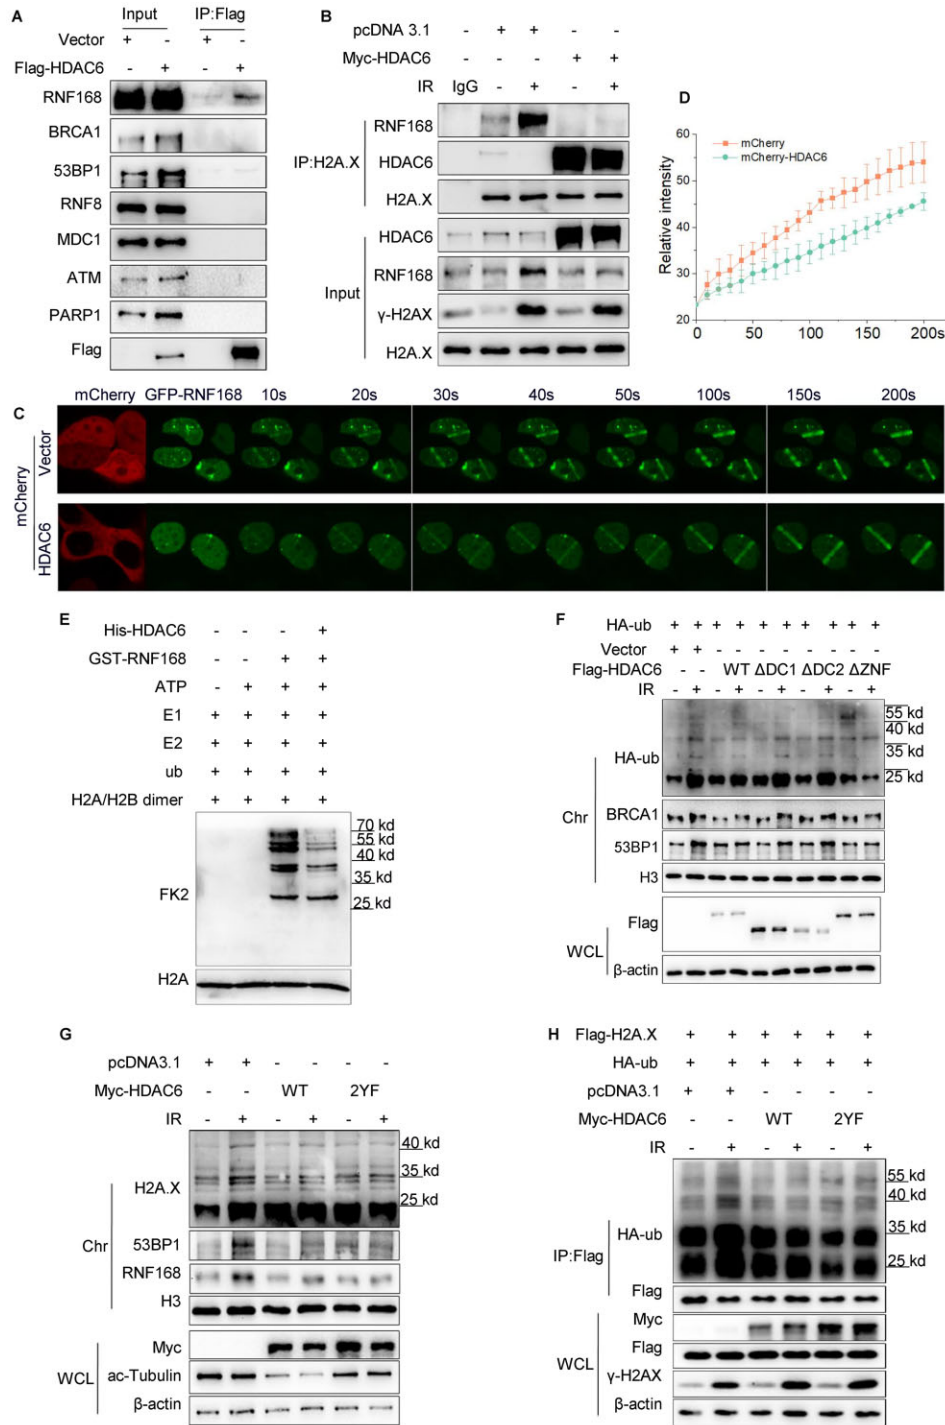 A
Input IP:Flag
Vector + - + -
Flag-HDAC6 - + - +
RNF168
BRCA1
53BP1
RNF8
MDC1
ATM
PARP1
Flag
B
pcDNA 3.1 - + + - -
Myc-HDAC6 - - - + +
IR IgG - + - +
IP:H2A.X
RNF168
HDAC6
H2A.X
Input
HDAC6
RNF168
γ-H2AX
H2A.X
D
mCherry
mCherry-HDAC6
Relative intensity
60
50
40
30
20
0 50 100 150 200s
C
mCherry GFP-RNF168 10s 20s 30s 40s 50s 100s 150s 200s
mCherry
Vector
HDAC6
E
His-HDAC6 - - - +
GST-RNF168 - - + +
ATP - + + +
E1 + + + +
E2 + + + +
ub + + + +
H2A/H2B dimer + + + +
FK2
70 kd
55 kd
40 kd
35 kd
25 kd
H2A
F
HA-ub + + + + + + + + + +
Vector + + - - - - - - - -
Flag-HDAC6 - - WT ΔDC1 ΔDC2 ΔZNF
IR - + - + - + - + - +
55 kd
40 kd
HA-ub
35 kd
25 kd
Chr
BRCA1
53BP1
H3
WCL
Flag
β-actin
G
pcDNA3.1 + + - - - -
Myc-HDAC6 - - WT 2YF
IR - + - + - +
40 kd
H2A.X
35 kd
25 kd
Chr
53BP1
RNF168
H3
WCL
Myc
ac-Tubulin
β-actin
H
Flag-H2A.X + + + + + +
HA-ub + + + + + +
pcDNA3.1 + + - - - -
Myc-HDAC6 - - WT 2YF
IR - + - + - +
55 kd
40 kd
HA-ub
35 kd
25 kd
IP:Flag
Flag
WCL
Myc
Flag
γ-H2AX
β-actin